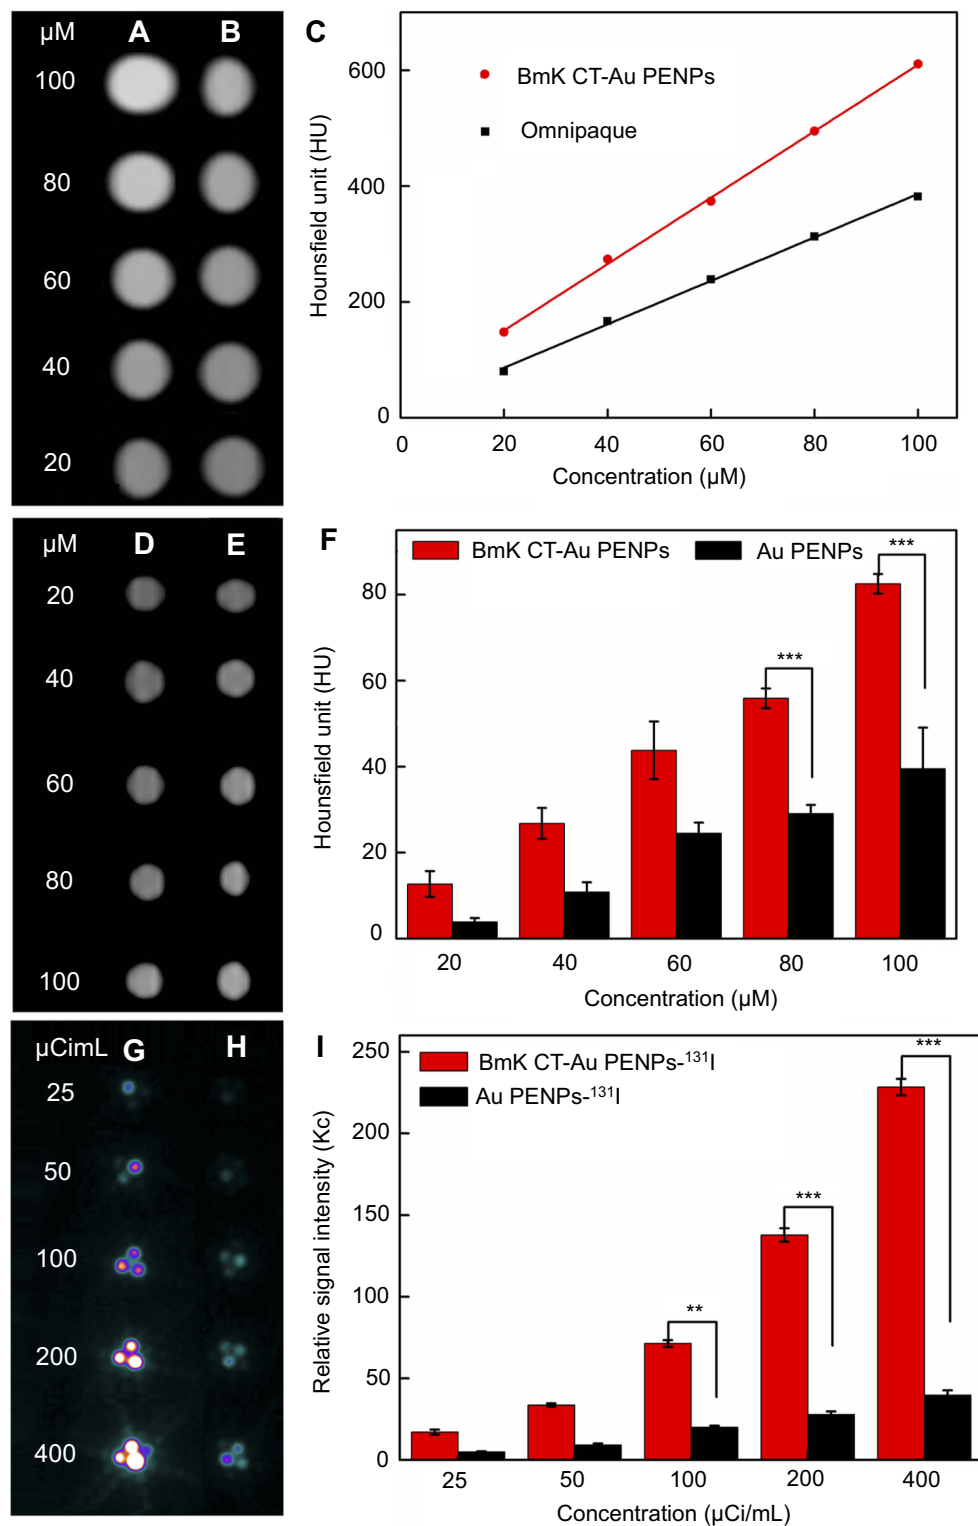 µM A B
100
80
60
40
20
C
BmK CT-Au PENPs
Omnipaque
Hounsfield unit (HU)
600
400
200
0
0 20 40 60 80 100
Concentration (µM)
µM D E
20
40
60
80
100
F
BmK CT-Au PENPs Au PENPs
***
***
Hounsfield unit (HU)
80
60
40
20
0
20 40 60 80 100
Concentration (µM)
µCimL G H
25
50
100
200
400
I
BmK CT-Au PENPs-¹³¹I
Au PENPs-¹³¹I
***
***
**
Relative signal intensity (Kc)
250
200
150
100
50
0
25 50 100 200 400
Concentration (µCi/mL)